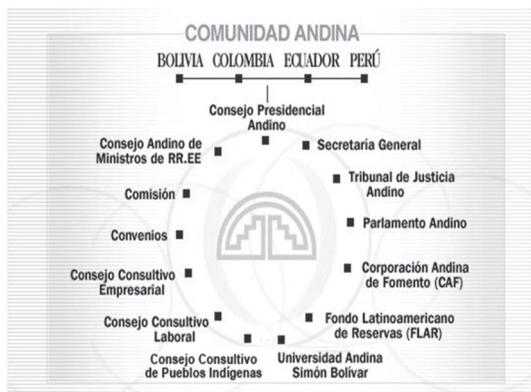 COMUNIDAD ANDINA
BOLIVIA COLOMBIA ECUADOR PERÚ
Consejo Presidencial
Andino
Secretaría General
Tribunal de Justicia
Andino
Parlamento Andino
Corporación Andina
de Fomento (CAF)
Fondo Latinoamericano
de Reservas (FLAR)
Universidad Andina
Simón Bolívar
Consejo Consultivo
de Pueblos Indígenas
Consejo Consultivo
Laboral
Consejo Consultivo
Empresarial
Convenios
Comisión
Consejo Andino de
Ministros de RR.EE